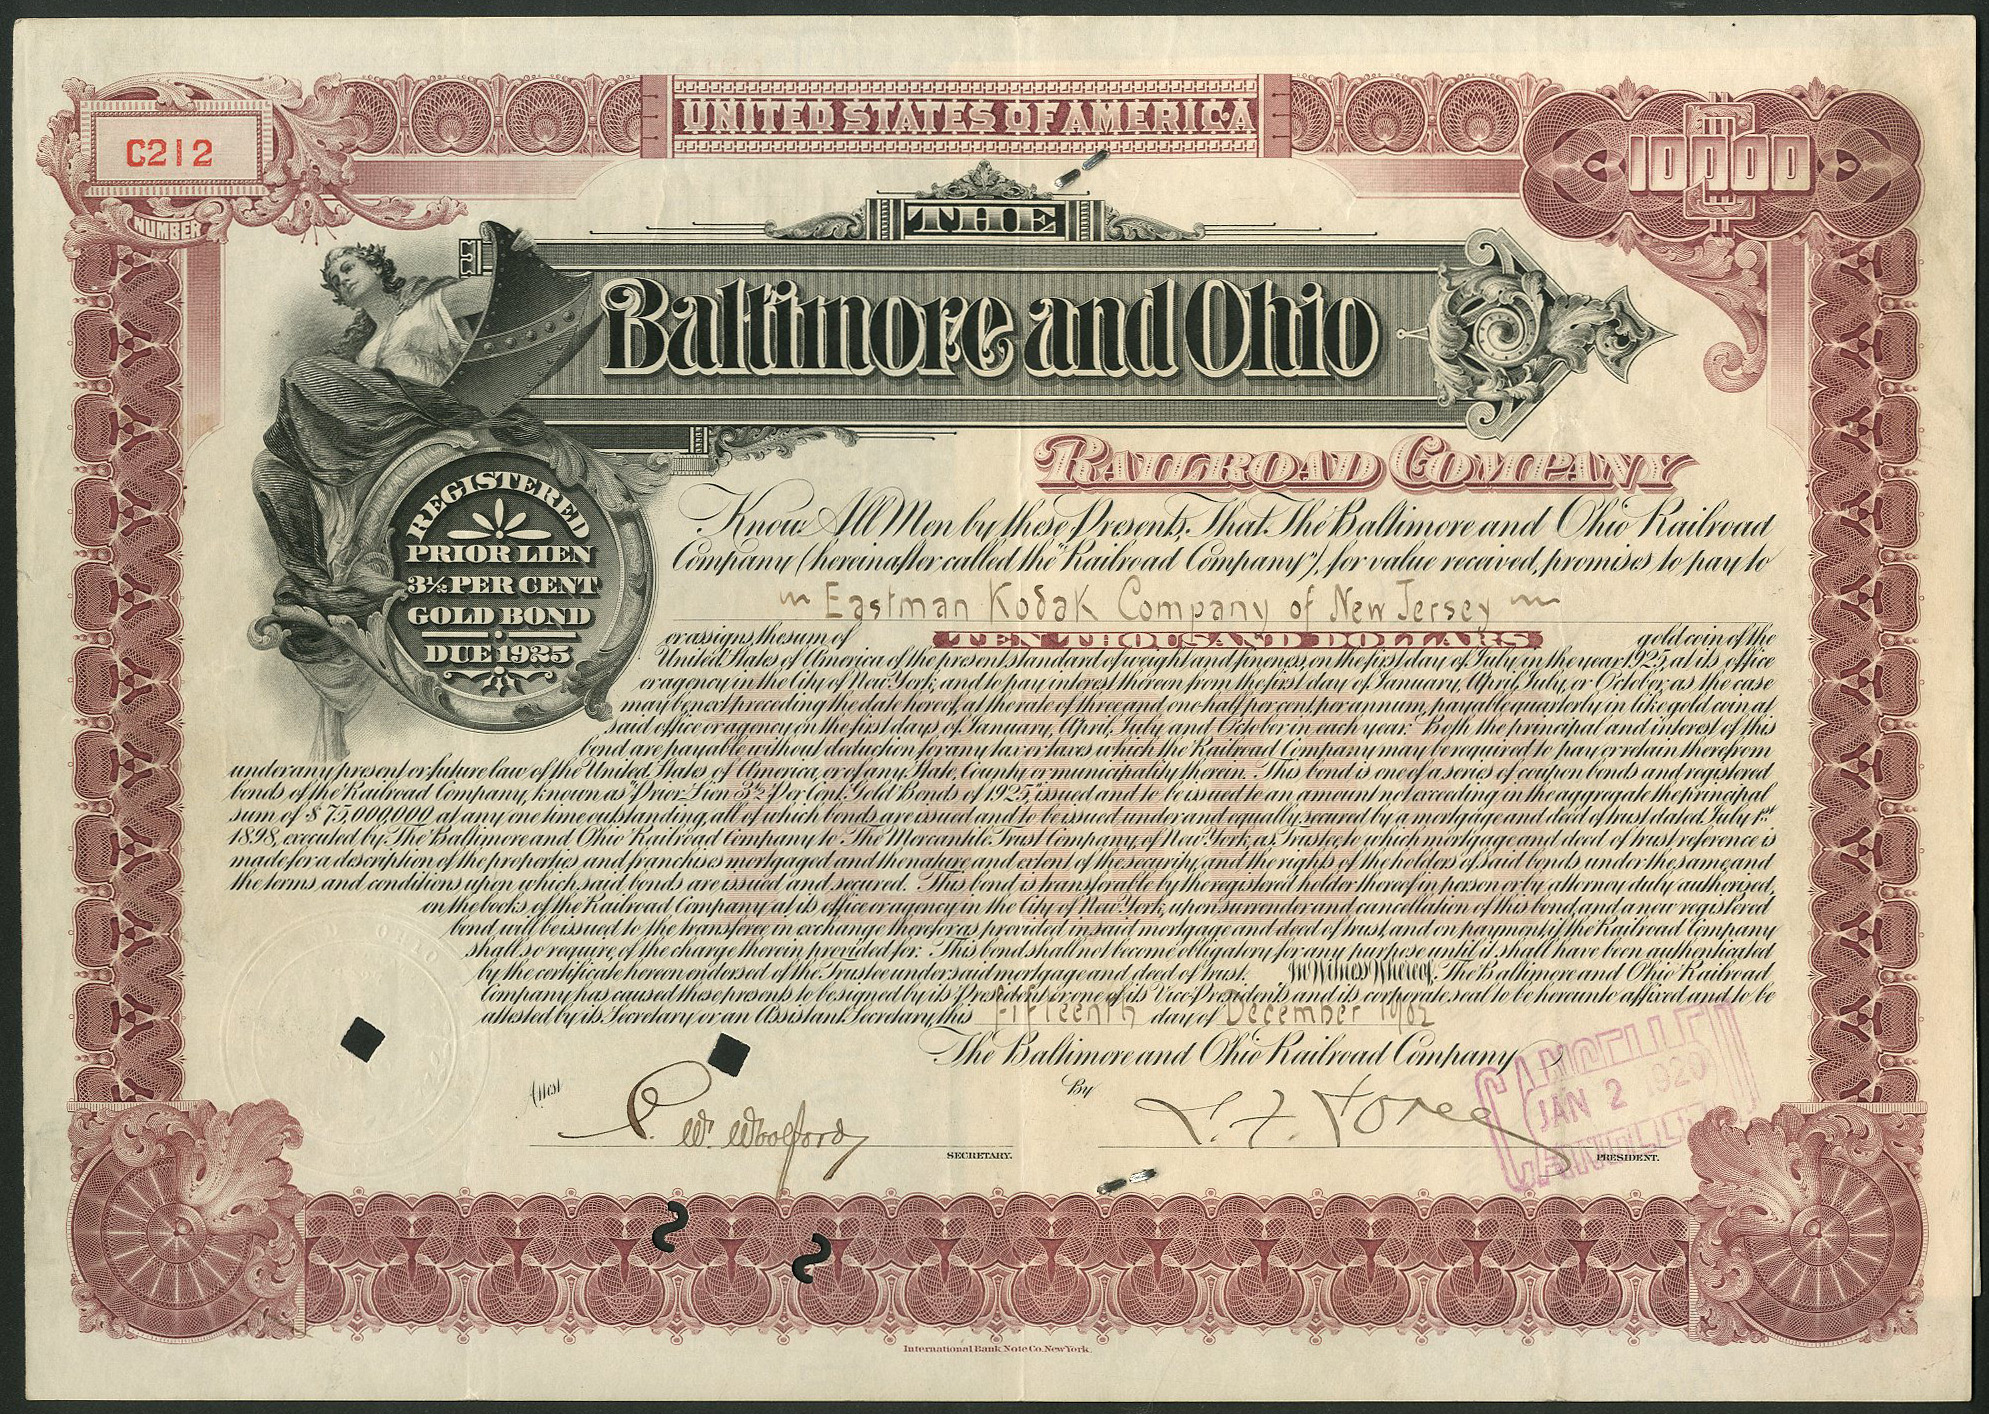 UNITED STATES OF AMERICA
C212
NUMBER
10000
THE
Baltimore and Ohio
RAILROAD COMPANY
REGISTERED
PRIOR LIEN
3½ PER CENT
GOLD BOND
DUE 1925
Know All Men by these Presents, That The Baltimore and Ohio Railroad
Company (hereinafter called the "Railroad Company"), for value received, promises to pay to
Eastman Kodak Company of New Jersey
or assigns, the sum of TEN THOUSAND DOLLARS gold coin of the
United States of America of the present standard of weight and fineness, on the first day of July, in the year 1925, at its office
or agency in the City of New York, and to pay interest thereon from the first day of January, April, July, or October, as the case
may be next preceding the date hereof, at the rate of three and one-half per cent, per annum, payable quarterly in like gold coin at
said office or agency on the first days of January, April, July and October in each year. Both the principal and interest of this
bond are payable without deduction for any tax or taxes which the Railroad Company may be required to pay or retain therefrom
under any present or future law of the United States of America, or of any State, County or municipality therein. This bond is one of a series of coupon bonds and registered
bonds of the Railroad Company, known as "Prior Lien 3½ Per Cent. Gold Bonds of 1925," issued and to be issued to an amount not exceeding in the aggregate the principal
sum of $75,000,000 at any one time outstanding, all of which bonds are issued and to be issued under and equally secured by a mortgage and deed of trust dated July 1st
1898, executed by The Baltimore and Ohio Railroad Company to The Mercantile Trust Company, of New York, as Trustee, to which mortgage and deed of trust reference is
made for a description of the properties and franchises mortgaged and the nature and extent of the security, and the rights of the holders of said bonds under the same, and
the terms and conditions upon which said bonds are issued and secured. This bond is transferable by the registered holder thereof in person or by attorney duly authorised,
on the books of the Railroad Company at its office or agency in the City of New York, upon surrender and cancellation of this bond, and a new registered
bond will be issued to the transferee in exchange therefor as provided in said mortgage and deed of trust, and on payment, if the Railroad Company
shall so require, of the charge therein provided for. This bond shall not become obligatory for any purpose until it shall have been authenticated
by the certificate hereon endorsed of the Trustee under said mortgage and deed of trust. In Witness Whereof, The Baltimore and Ohio Railroad
Company has caused these presents to be signed by its President or one of its Vice-Presidents and its corporate seal to be hereunto affixed and to be
attested by its Secretary or an Assistant Secretary, this fifteenth day of December 1902
The Baltimore and Ohio Railroad Company
Attest By
C. W. Woolford
SECRETARY.
PRESIDENT.
CANCELLED
JAN 2 1920
CANCELLED
International Bank Note Co. New York.